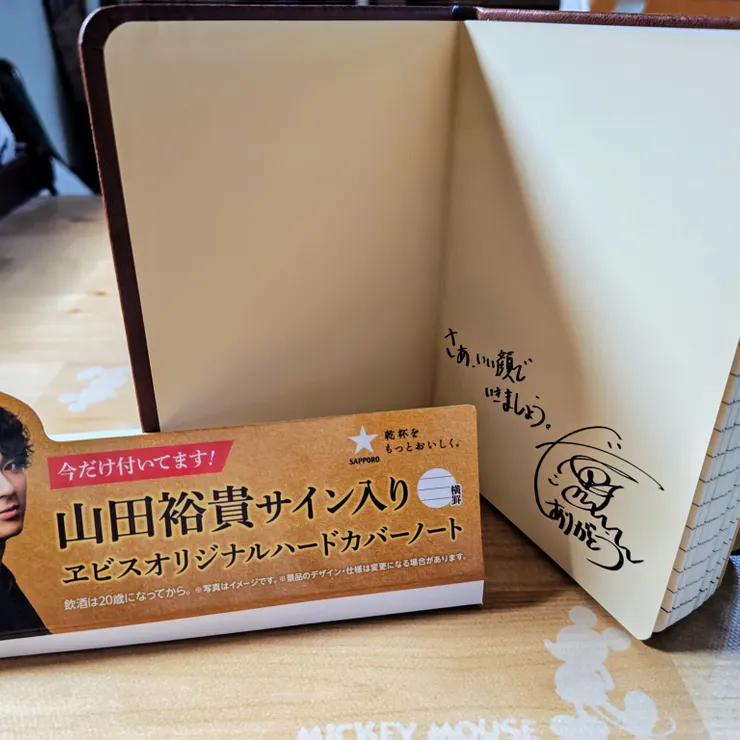 さあ、いい顔で
いきましょう。
ありがとう
今だけ付いてます!
SAPPORO
乾杯を
もっとおいしく。
山田裕貴サイン入り
横罫
ヱビスオリジナルハードカバーノート
飲酒は20歳になってから。※写真はイメージです。※景品のデザイン・仕様は変更になる場合があります。
MICKEY MOUSE